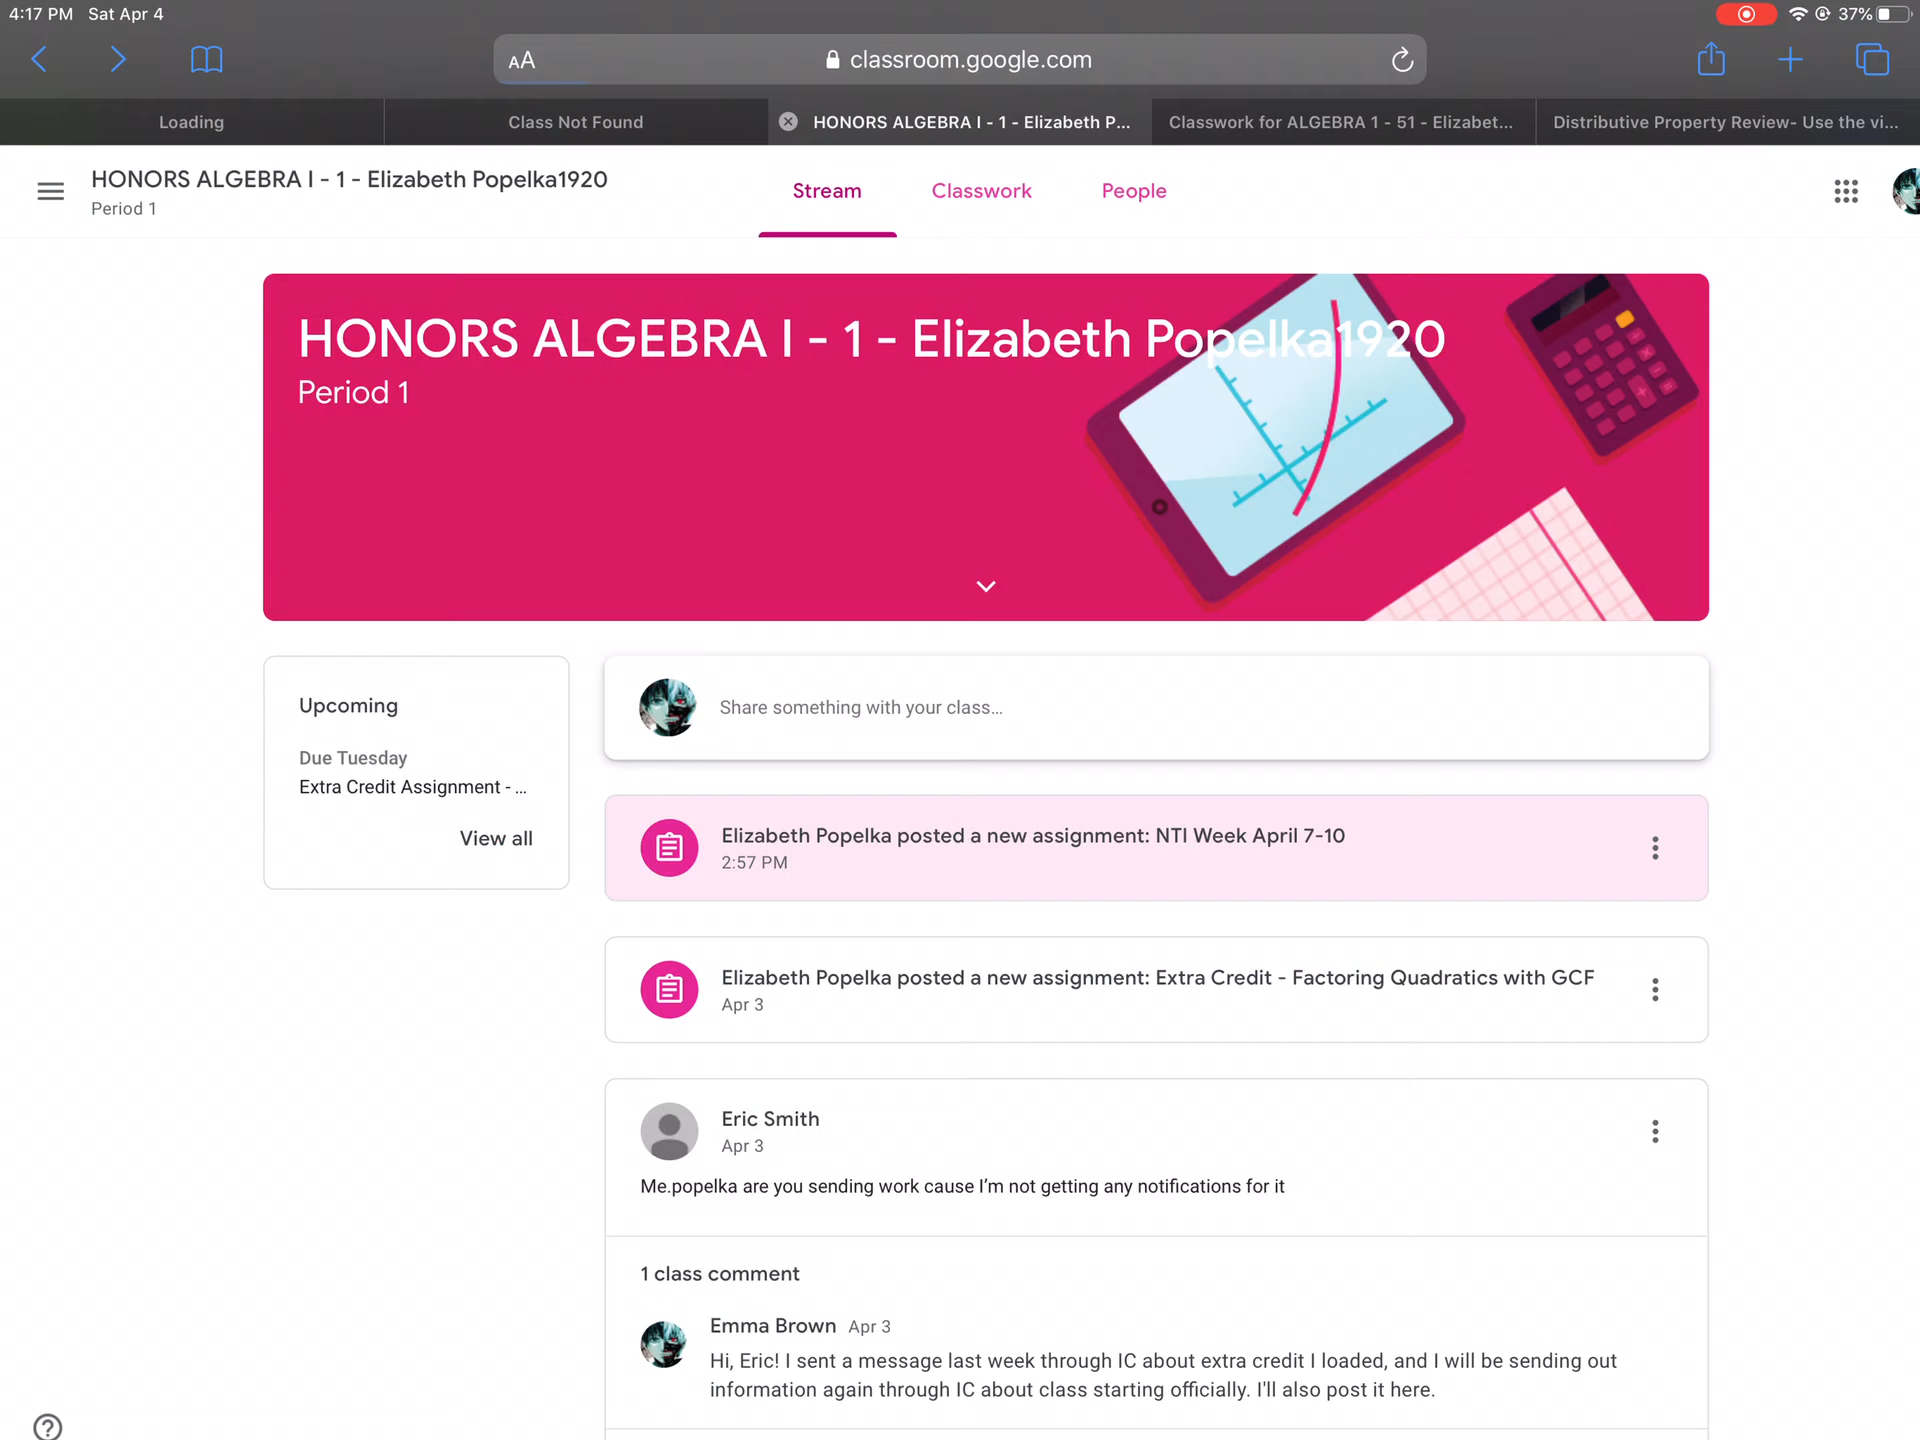 4:17 PM Sat Apr 4
37%
AA
classroom.google.com
Loading
Class Not Found
HONORS ALGEBRA I - 1 - Elizabeth P...
Classwork for ALGEBRA 1 - 51 - Elizabet...
Distributive Property Review- Use the vi...
HONORS ALGEBRA I - 1 - Elizabeth Popelka1920
Period 1
Stream
Classwork
People
HONORS ALGEBRA I - 1 - Elizabeth Popelka1920
Period 1
Upcoming
Due Tuesday
Extra Credit Assignment - ...
View all
Share something with your class...
Elizabeth Popelka posted a new assignment: NTI Week April 7-10
2:57 PM
Elizabeth Popelka posted a new assignment: Extra Credit - Factoring Quadratics with GCF
Apr 3
Eric Smith
Apr 3
Me.popelka are you sending work cause I’m not getting any notifications for it
1 class comment
Emma Brown Apr 3
Hi, Eric! I sent a message last week through IC about extra credit I loaded, and I will be sending out
information again through IC about class starting officially. I'll also post it here.